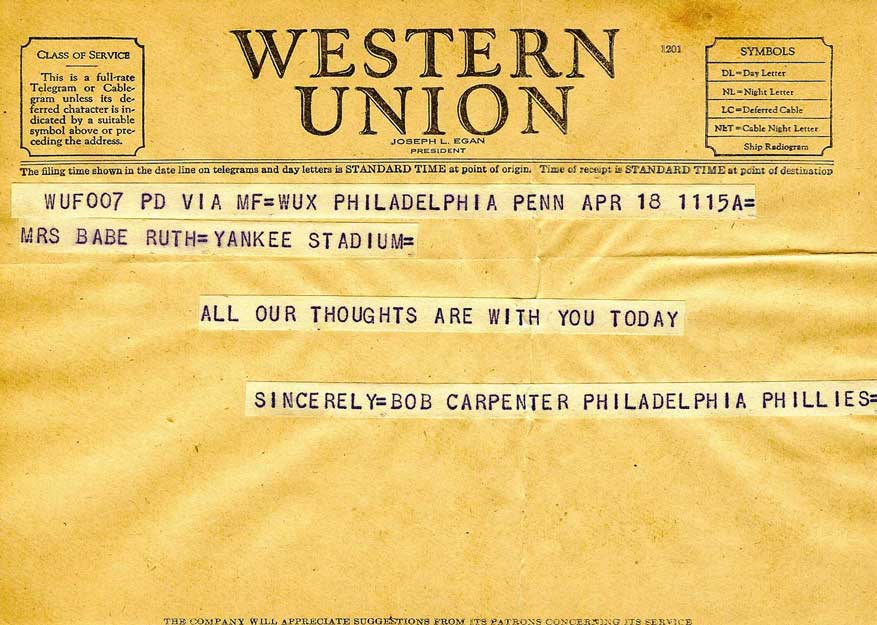 CLASS OF SERVICE
This is a full-rate
Telegram or Cable-
gram unless its de-
ferred character is in-
dicated by a suitable
symbol above or pre-
ceding the address.
WESTERN
UNION
JOSEPH L. EGAN
PRESIDENT
1201
SYMBOLS
DL=Day Letter
NL=Night Letter
LC=Deferred Cable
NLT=Cable Night Letter
Ship Radiogram
The filing time shown in the date line on telegrams and day letters is STANDARD TIME at point of origin. Time of receipt is STANDARD TIME at point of destination
WUF007 PD VIA MF=WUX PHILADELPHIA PENN APR 18 1115A=
MRS BABE RUTH=YANKEE STADIUM=
ALL OUR THOUGHTS ARE WITH YOU TODAY
SINCERELY=BOB CARPENTER PHILADELPHIA PHILLIES=
THE COMPANY WILL APPRECIATE SUGGESTIONS FROM ITS PATRONS CONCERNING ITS SERVICE